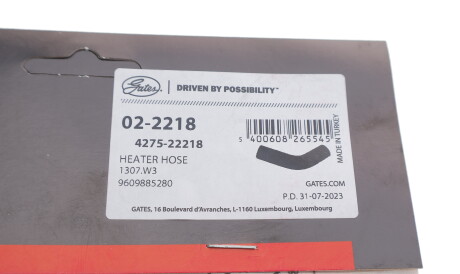 Gates | DRIVEN BY POSSIBILITY™
02-2218
4275-22218
HEATER HOSE
1307.W3
9609885280
5 400608 265545
MADE IN TURKEY
GATES.COM
P.D. 31-07-2023
GATES, 16 Boulevard d'Avranches, L-1160 Luxembourg, Luxembourg